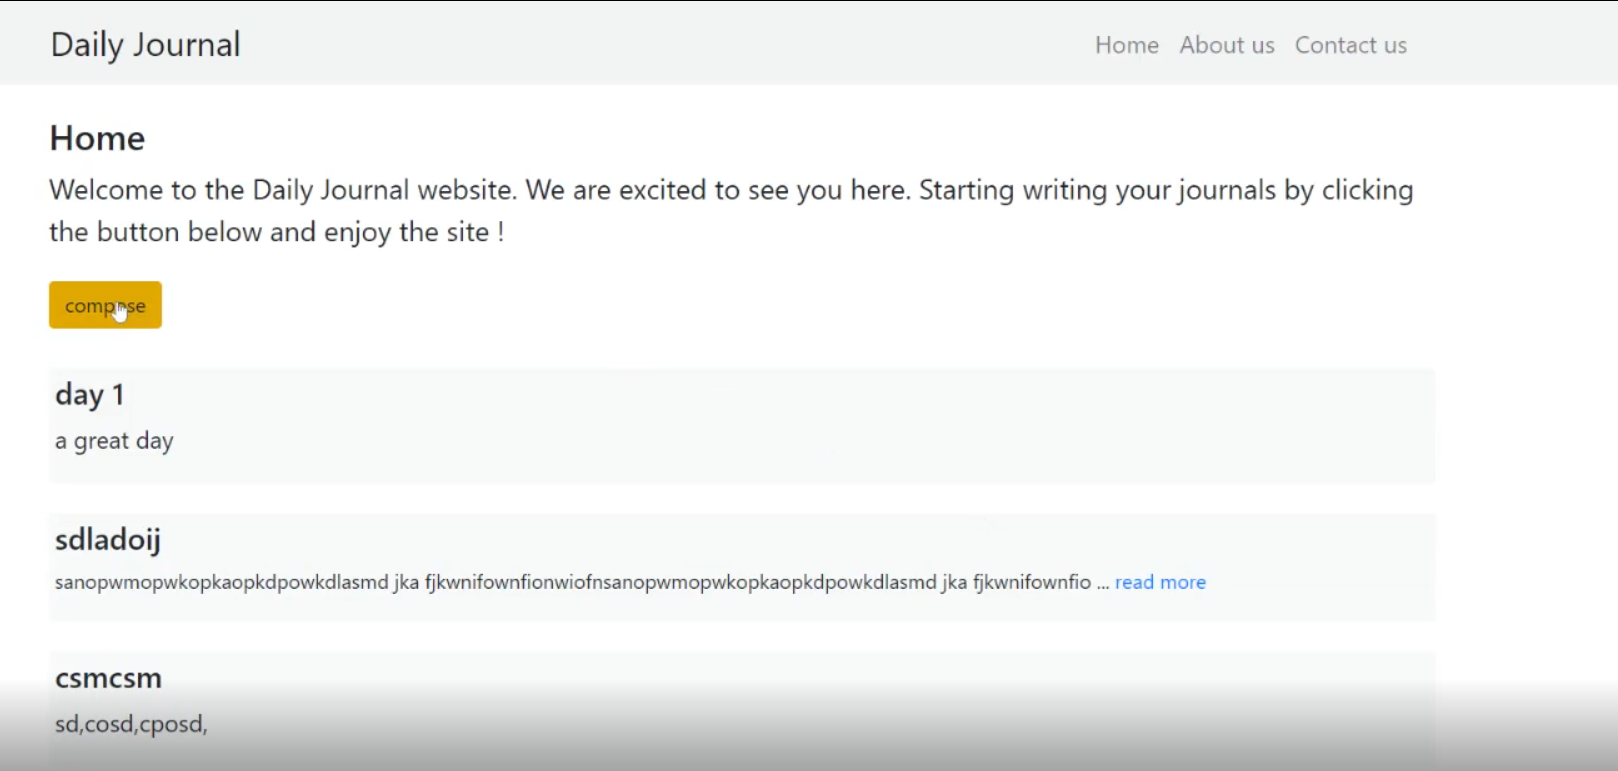 Daily Journal
Home About us Contact us
Home
Welcome to the Daily Journal website. We are excited to see you here. Starting writing your journals by clicking
the button below and enjoy the site !
compose
day 1
a great day
sdladoij
sanopwmopwkopkaopkdpowkdlasmd jka fjkwnifownfionwiofnsanopwmopwkopkaopkdpowkdlasmd jka fjkwnifownfio ... read more
csmcsm
sd,cosd,cposd,